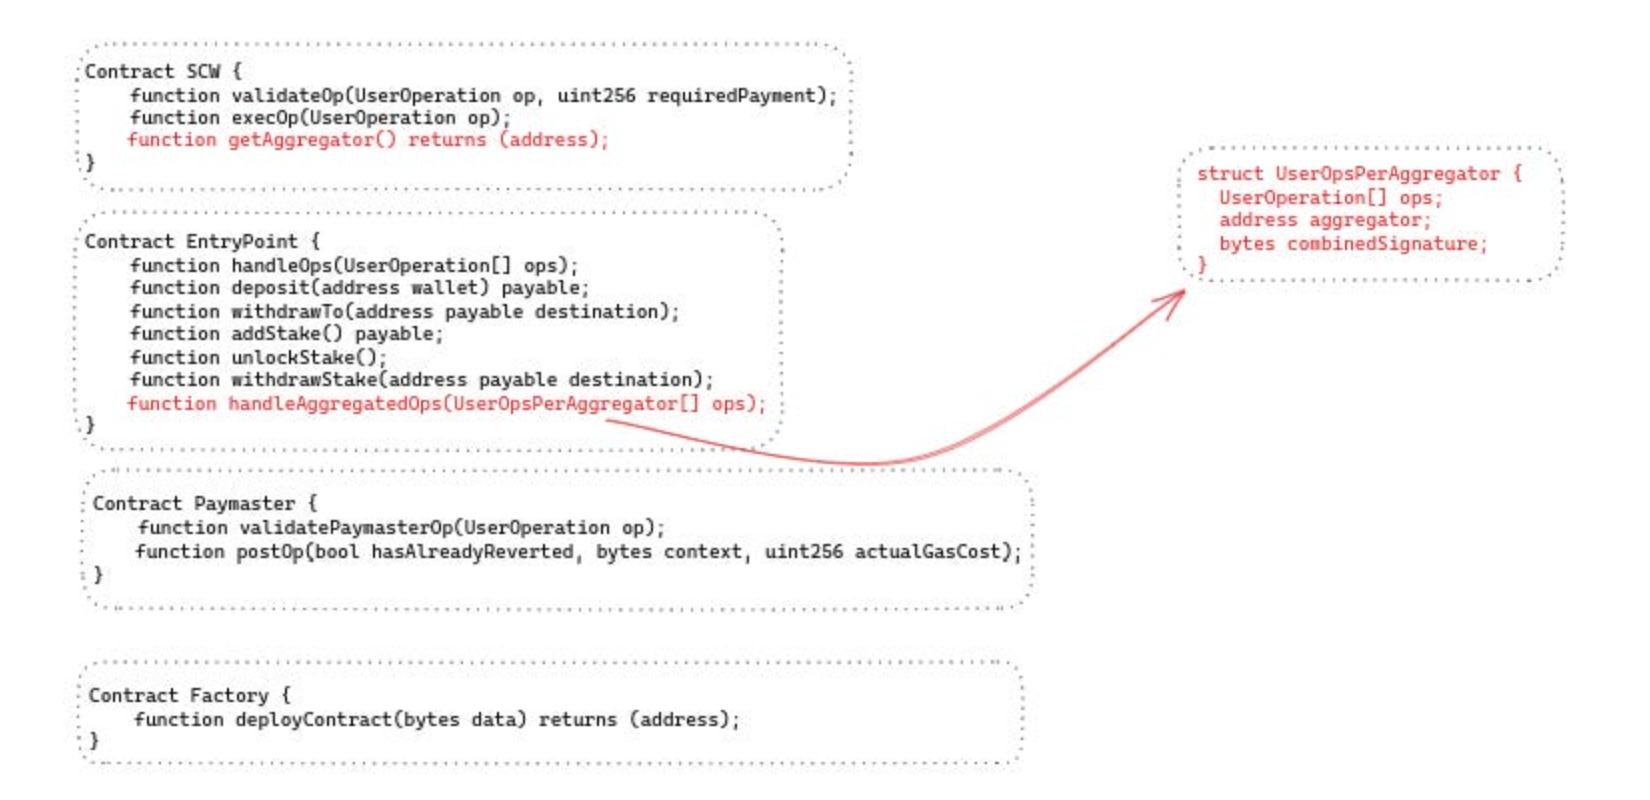 Contract SCW {
function validateOp(UserOperation op, uint256 requiredPayment);
function execOp(UserOperation op);
function getAggregator() returns (address);
}
Contract EntryPoint {
function handleOps(UserOperation[] ops);
function deposit(address wallet) payable;
function withdrawTo(address payable destination);
function addStake() payable;
function unlockStake();
function withdrawStake(address payable destination);
function handleAggregatedOps(UserOpsPerAggregator[] ops);
}
Contract Paymaster {
function validatePaymasterOp(UserOperation op);
function postOp(bool hasAlreadyReverted, bytes context, uint256 actualGasCost);
}
Contract Factory {
function deployContract(bytes data) returns (address);
}
struct UserOpsPerAggregator {
UserOperation[] ops;
address aggregator;
bytes combinedSignature;
}